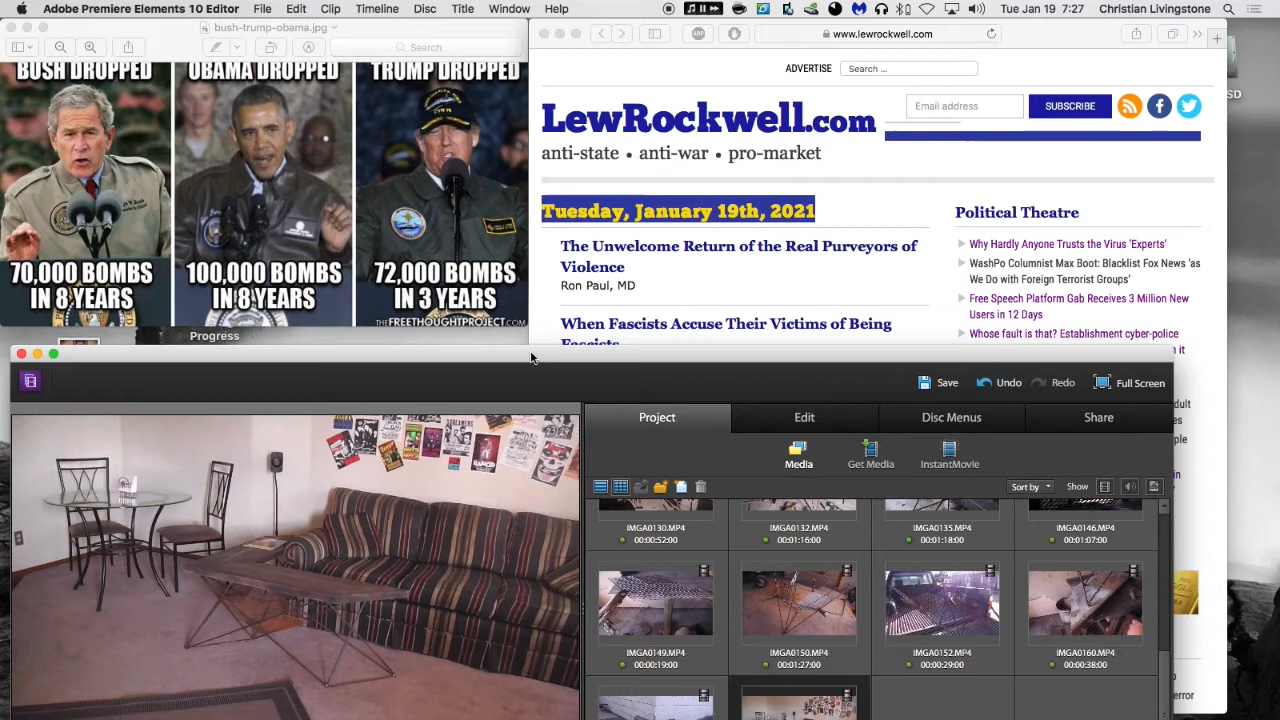 Adobe Premiere Elements 10 Editor File Edit Clip Timeline Disc Title Window Help Tue Jan 19 7:27 Christian Livingstone
bush-trump-obama.jpg
Search
BUSH DROPPED
70,000 BOMBS
IN 8 YEARS
OBAMA DROPPED
100,000 BOMBS
IN 8 YEARS
TRUMP DROPPED
72,000 BOMBS
IN 3 YEARS
THEFREETHOUGHTPROJECT.COM
Progress
www.lewrockwell.com
SD
ADVERTISE
Search ...
LewRockwell.com
anti-state • anti-war • pro-market
Email address
SUBSCRIBE
Tuesday, January 19th, 2021
The Unwelcome Return of the Real Purveyors of
Violence
Ron Paul, MD
When Fascists Accuse Their Victims of Being
Fascists
Political Theatre
Why Hardly Anyone Trusts the Virus 'Experts'
WashPo Columnist Max Boot: Blacklist Fox News 'as
We Do with Foreign Terrorist Groups'
Free Speech Platform Gab Receives 3 Million New
Users in 12 Days
Whose fault is that? Establishment cyber-police
it
Save Undo Redo Full Screen
Project Edit Disc Menus Share
Media Get Media InstantMovie
Sort by Show
IMGA0130.MP4
00:00:52:00
IMGA0132.MP4
00:01:16:00
IMGA0135.MP4
00:01:18:00
IMGA0146.MP4
00:01:07:00
IMGA0149.MP4
00:00:19:00
IMGA0150.MP4
00:01:27:00
IMGA0152.MP4
00:00:29:00
IMGA0160.MP4
00:00:38:00
RANCID
error